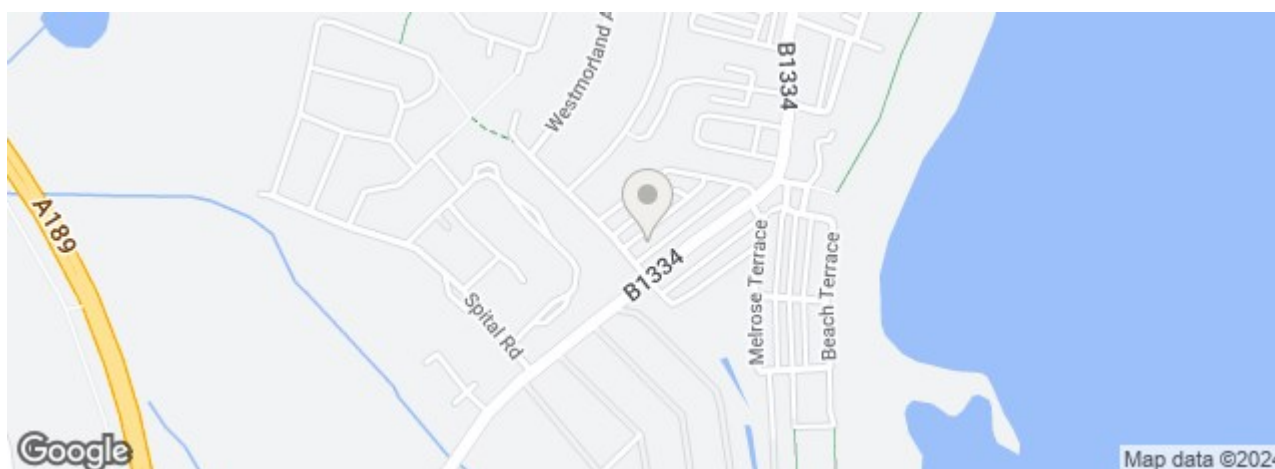 B1334
Westmorland A
A189
B1334
Melrose Terrace
Beach Terrace
Spital Rd
Google
Map data ©2024